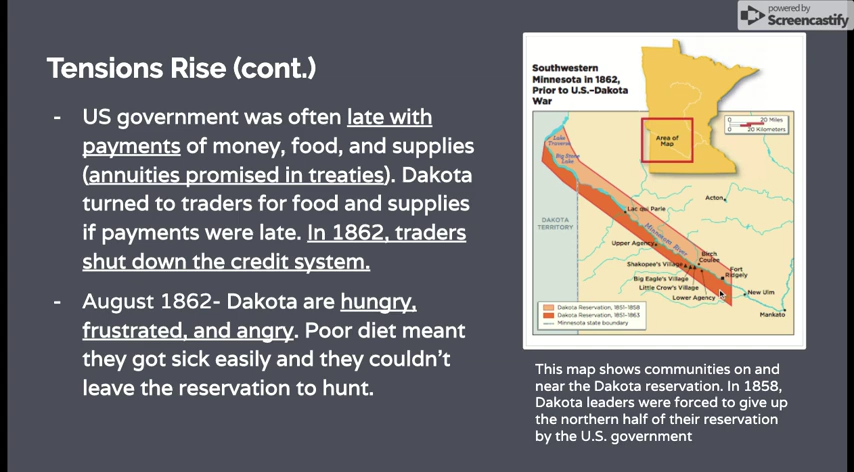 powered by
Screencastify
Tensions Rise (cont.)
- US government was often late with
payments of money, food, and supplies
(annuities promised in treaties). Dakota
turned to traders for food and supplies
if payments were late. In 1862, traders
shut down the credit system.
- August 1862- Dakota are hungry,
frustrated, and angry. Poor diet meant
they got sick easily and they couldn't
leave the reservation to hunt.
Southwestern
Minnesota in 1862,
Prior to U.S.-Dakota
War
Area of
Map
0 20 Miles
0 20 Kilometers
Lake
Traverse
Big Stone
Lake
DAKOTA
TERRITORY
Lac qui Parle
Acton
Minnesota River
Upper Agency
Birch
Coulee
Shakopee's Village
Fort
Ridgely
Big Eagle's Village
Little Crow's Village
Lower Agency
New Ulm
Mankato
Dakota Reservation, 1851-1858
Dakota Reservation, 1851-1863
Minnesota state boundary
This map shows communities on and
near the Dakota reservation. In 1858,
Dakota leaders were forced to give up
the northern half of their reservation
by the U.S. government